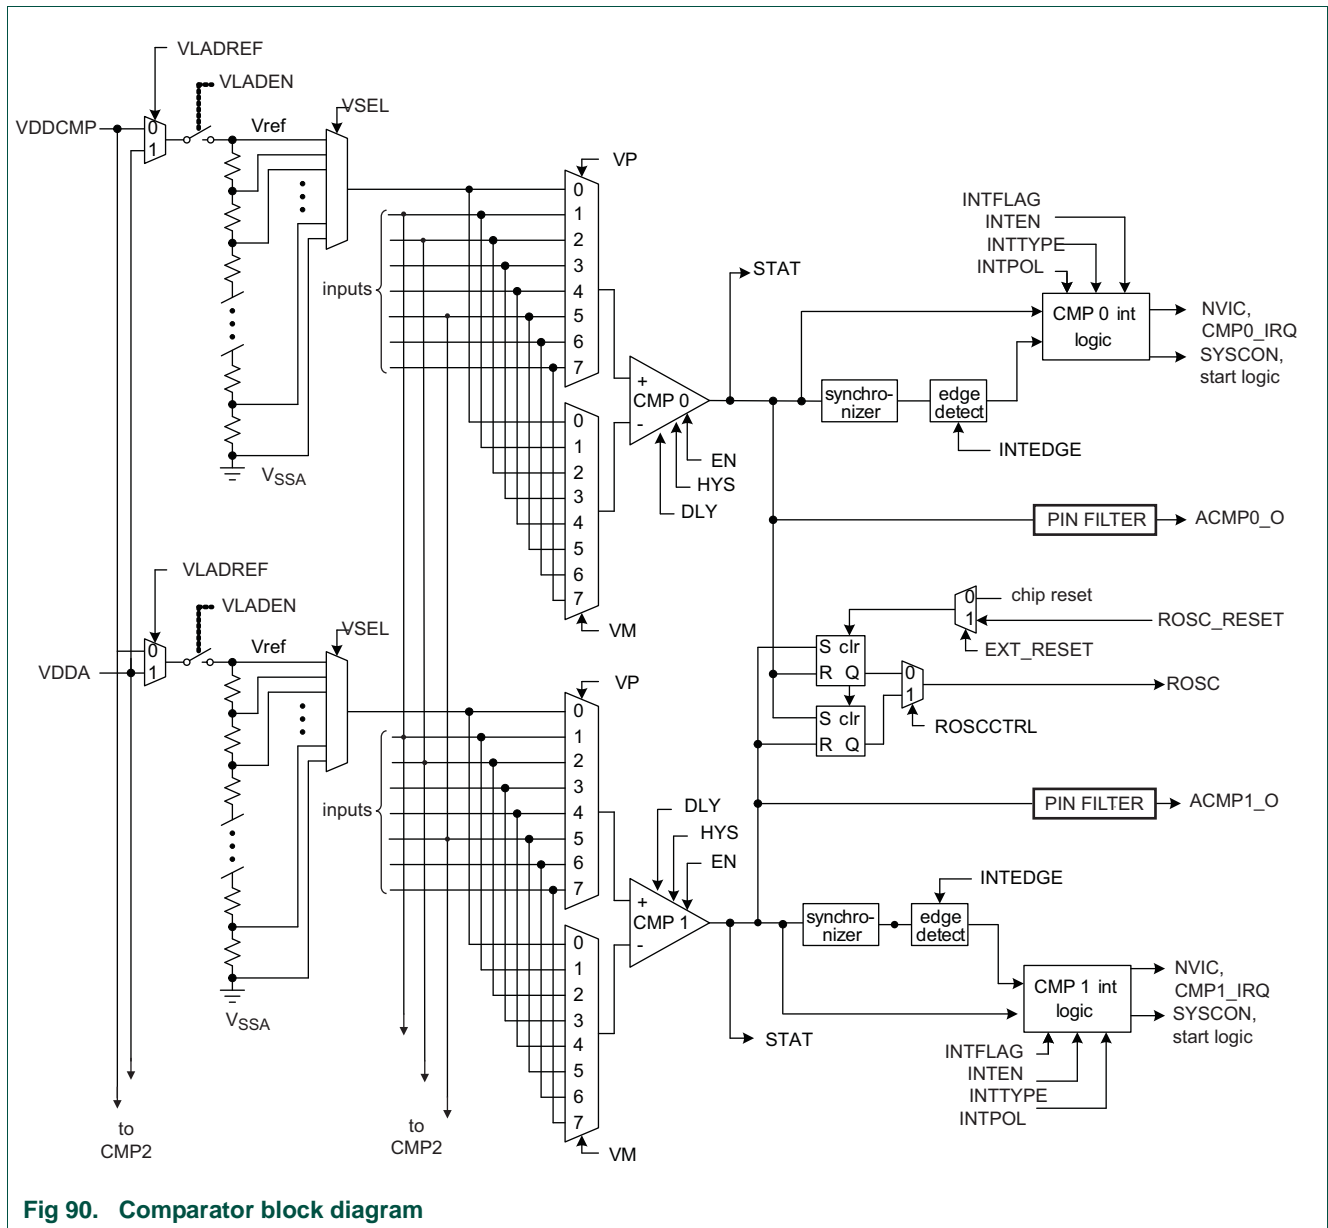 VLADREF
VLADEN
VSEL
VDDCMP
0
1
Vref
VP
0
1
2
3
4
5
6
7
inputs
VSSA
+
CMP 0
-
EN
HYS
DLY
0
1
2
3
4
5
6
7
VM
STAT
INTFLAG
INTEN
INTTYPE
INTPOL
CMP 0 int
logic
NVIC,
CMP0_IRQ
SYSCON,
start logic
synchro-
nizer
edge
detect
INTEDGE
PIN FILTER
ACMP0_O
0
1
chip reset
ROSC_RESET
EXT_RESET
S clr
R Q
S clr
R Q
0
1
ROSC
ROSCCTRL
PIN FILTER
ACMP1_O
VLADREF
VLADEN
VSEL
VDDA
0
1
Vref
VP
0
1
2
3
4
5
6
7
inputs
VSSA
DLY
HYS
EN
+
CMP 1
-
0
1
2
3
4
5
6
7
VM
STAT
synchro-
nizer
edge
detect
INTEDGE
CMP 1 int
logic
NVIC,
CMP1_IRQ
SYSCON,
start logic
INTFLAG
INTEN
INTTYPE
INTPOL
to
CMP2
to
CMP2
Fig 90. Comparator block diagram